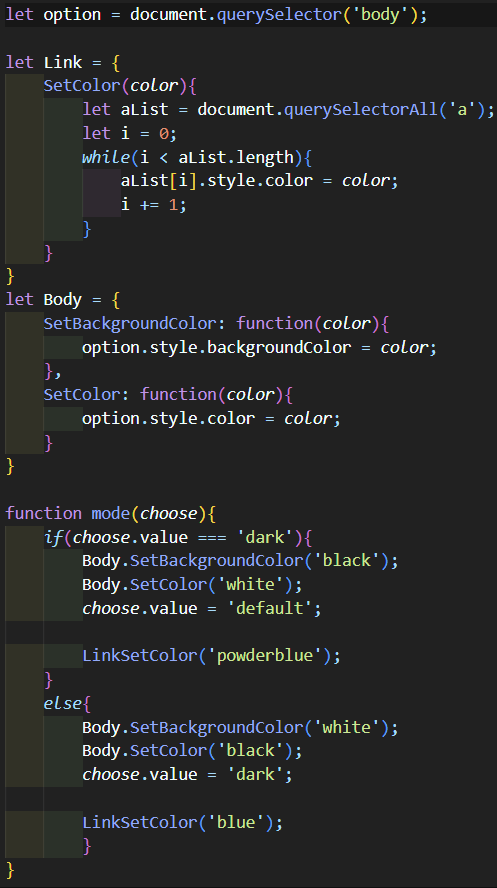 let option = document.querySelector('body');

let Link = {
    SetColor(color){
        let aList = document.querySelectorAll('a');
        let i = 0;
        while(i < aList.length){
            aList[i].style.color = color;
            i += 1;
        }
    }
}
let Body = {
    SetBackgroundColor: function(color){
        option.style.backgroundColor = color;
    },
    SetColor: function(color){
        option.style.color = color;
    }
}

function mode(choose){
    if(choose.value === 'dark'){
        Body.SetBackgroundColor('black');
        Body.SetColor('white');
        choose.value = 'default';

        LinkSetColor('powderblue');
    }
    else{
        Body.SetBackgroundColor('white');
        Body.SetColor('black');
        choose.value = 'dark';

        LinkSetColor('blue');
        }
}